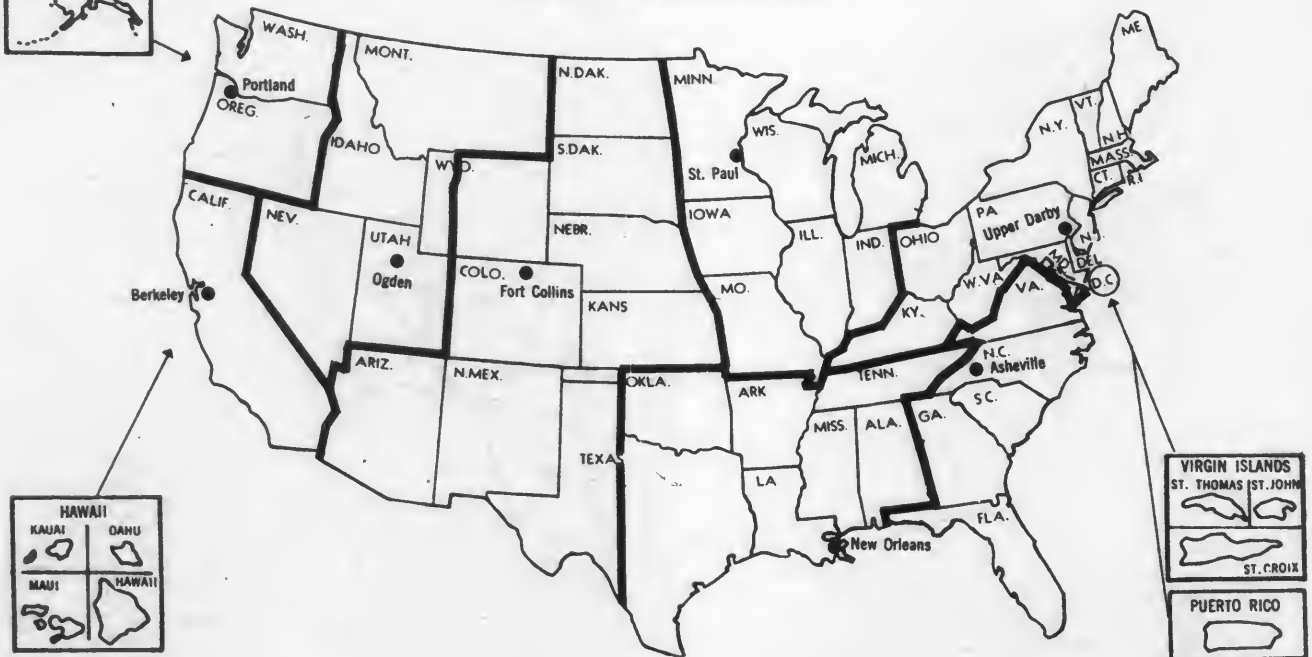 WASH.
MONT.
N.DAK.
MINN.
ME
Portland
OREG.
IDAHO
WYO.
S.DAK.
WIS.
MICH.
St. Paul
N.Y.
VT.
N.H.
MASS.
CT.
R.I.
CALIF.
NEV.
UTAH
Ogden
NEBR.
IOWA
ILL.
IND.
OHIO
PA
Upper Darby
N.J.
DEL.
MD.
D.C
W.VA
VA.
Berkeley
COLO.
Fort Collins
KANS
MO.
KY.
ARIZ.
N.MEX.
OKLA.
ARK
TENN.
N.C.
Asheville
S.C.
MISS.
ALA.
GA.
TEXAS
LA
New Orleans
FLA.
HAWAII
KAUAI
OAHU
MAUI
HAWAII
VIRGIN ISLANDS
ST. THOMAS
ST. JOHN
ST. CROIX
PUERTO RICO